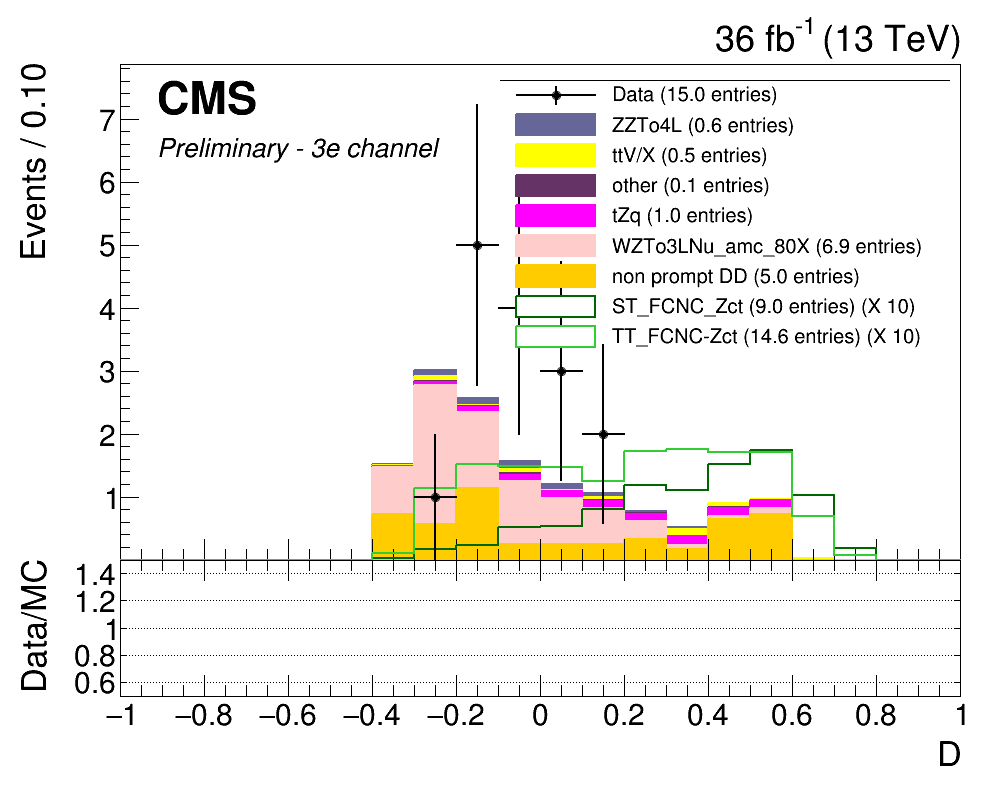 36 fb-1 (13 TeV)
CMS
Preliminary - 3e channel
Events / 0.10
7
6
5
4
3
2
1
Data (15.0 entries)
ZZTo4L (0.6 entries)
ttV/X (0.5 entries)
other (0.1 entries)
tZq (1.0 entries)
WZTo3LNu_amc_80X (6.9 entries)
non prompt DD (5.0 entries)
ST_FCNC_Zct (9.0 entries) (X 10)
TT_FCNC-Zct (14.6 entries) (X 10)
Data/MC
1.4
1.2
1
0.8
0.6
−1 −0.8 −0.6 −0.4 −0.2 0 0.2 0.4 0.6 0.8 1
D